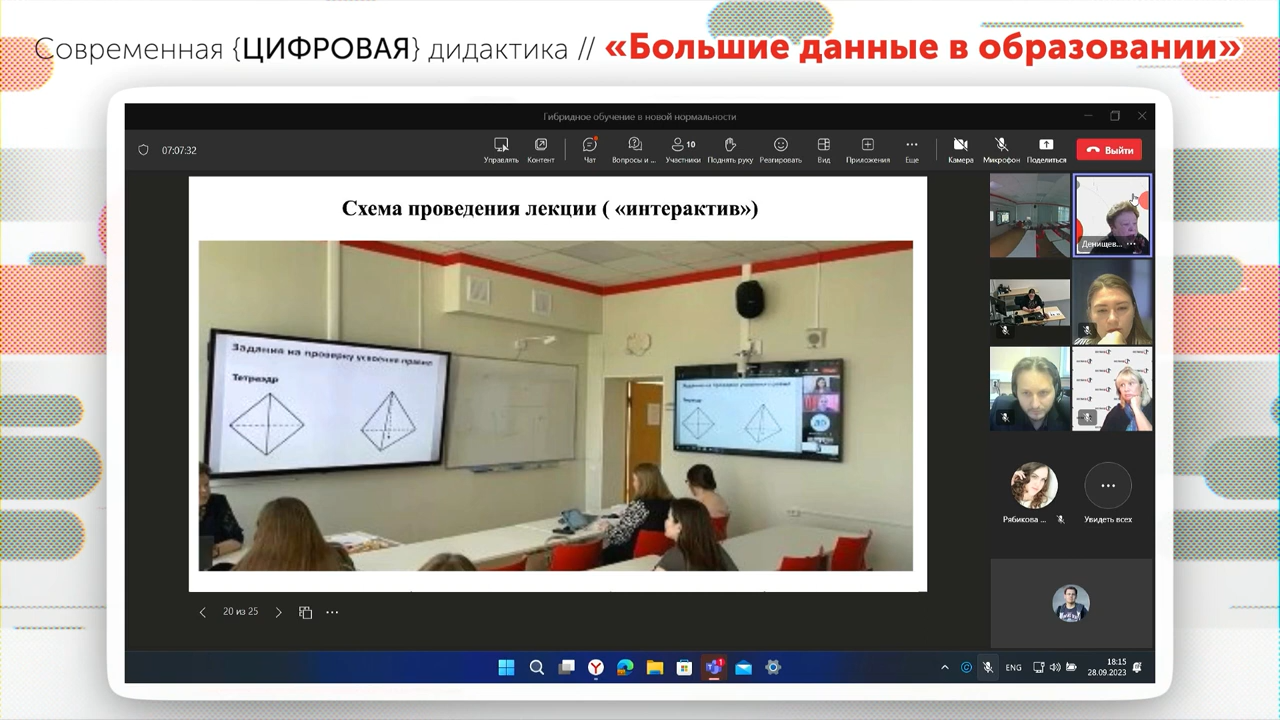 Современная {ЦИФРОВАЯ} дидактика // «Большие данные в образовании»
Гибридное обучение в новой нормальности
07:07:32
Управлять
Контент
Чат
Вопросы и ...
10
Участники
Поднять руку
Реагировать
Вид
Приложения
Еще
Камера
Микрофон
Поделиться
Выйти
Схема проведения лекции ( «интерактив»)
Задания на проверку усвоения правил
Тетраэдр
Денищев...
Рябикова ...
Увидеть всех
20 из 25
1
ENG
18:15
28.09.2023